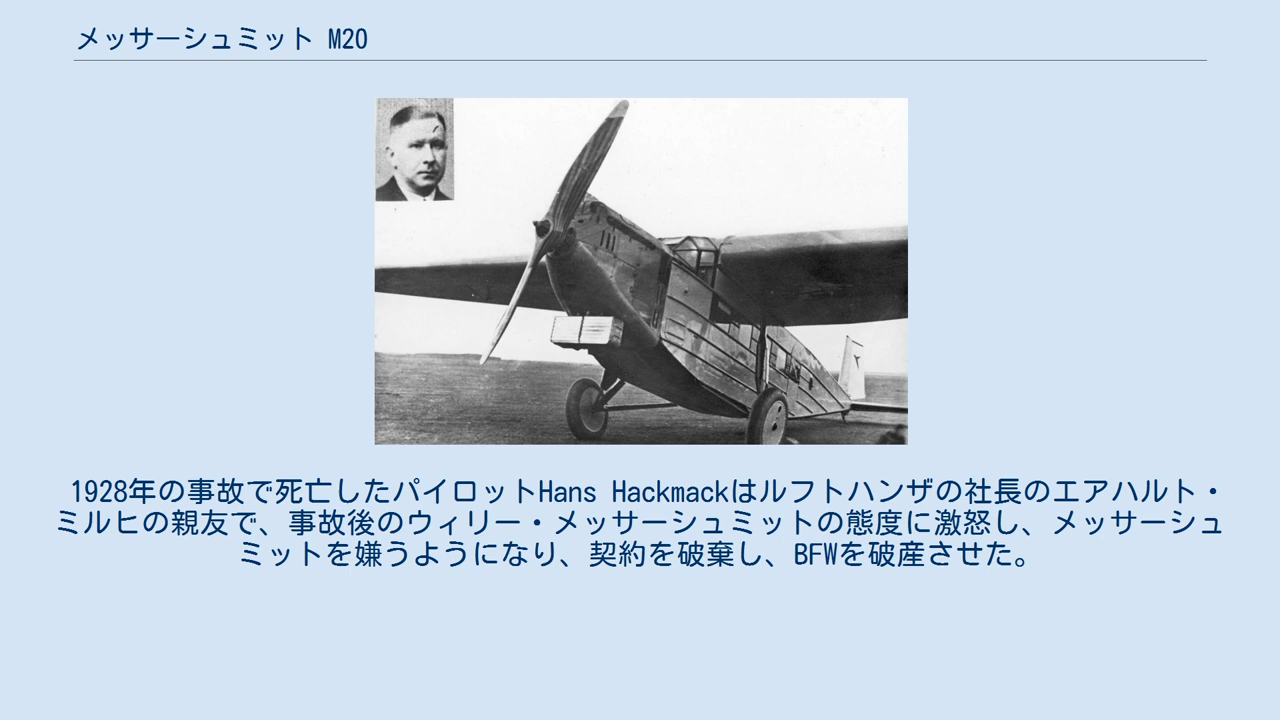 メッサーシュミット M20
1928年の事故で死亡したパイロットHans Hackmackはルフトハンザの社長のエアハルト・
ミルヒの親友で、事故後のウィリー・メッサーシュミットの態度に激怒し、メッサーシュ
ミットを嫌うようになり、契約を破棄し、BFWを破産させた。